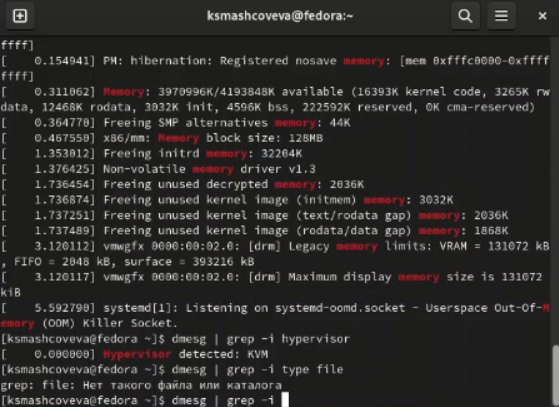 ksmashcoveva@fedora:~
ffff]
[    0.154941] PM: hibernation: Registered nosave memory: [mem 0xfffc0000-0xffff
ffff]
[    0.311062] Memory: 3970996K/4193848K available (16393K kernel code, 3265K rw
data, 12468K rodata, 3032K init, 4596K bss, 222592K reserved, 0K cma-reserved)
[    0.364770] Freeing SMP alternatives memory: 44K
[    0.467550] x86/mm: Memory block size: 128MB
[    1.353012] Freeing initrd memory: 32204K
[    1.376425] Non-volatile memory driver v1.3
[    1.736454] Freeing unused decrypted memory: 2036K
[    1.736874] Freeing unused kernel image (initmem) memory: 3032K
[    1.737251] Freeing unused kernel image (text/rodata gap) memory: 2036K
[    1.737489] Freeing unused kernel image (rodata/data gap) memory: 1868K
[    3.120112] vmwgfx 0000:00:02.0: [drm] Legacy memory limits: VRAM = 131072 kB
, FIFO = 2048 kB, surface = 393216 kB
[    3.120117] vmwgfx 0000:00:02.0: [drm] Maximum display memory size is 131072
kiB
[    5.592790] systemd[1]: Listening on systemd-oomd.socket - Userspace Out-Of-M
emory (OOM) Killer Socket.
[ksmashcoveva@fedora ~]$ dmesg | grep -i hypervisor
[    0.000000] Hypervisor detected: KVM
[ksmashcoveva@fedora ~]$ dmesg | grep -i type file
grep: file: Нет такого файла или каталога
[ksmashcoveva@fedora ~]$ dmesg | grep -i